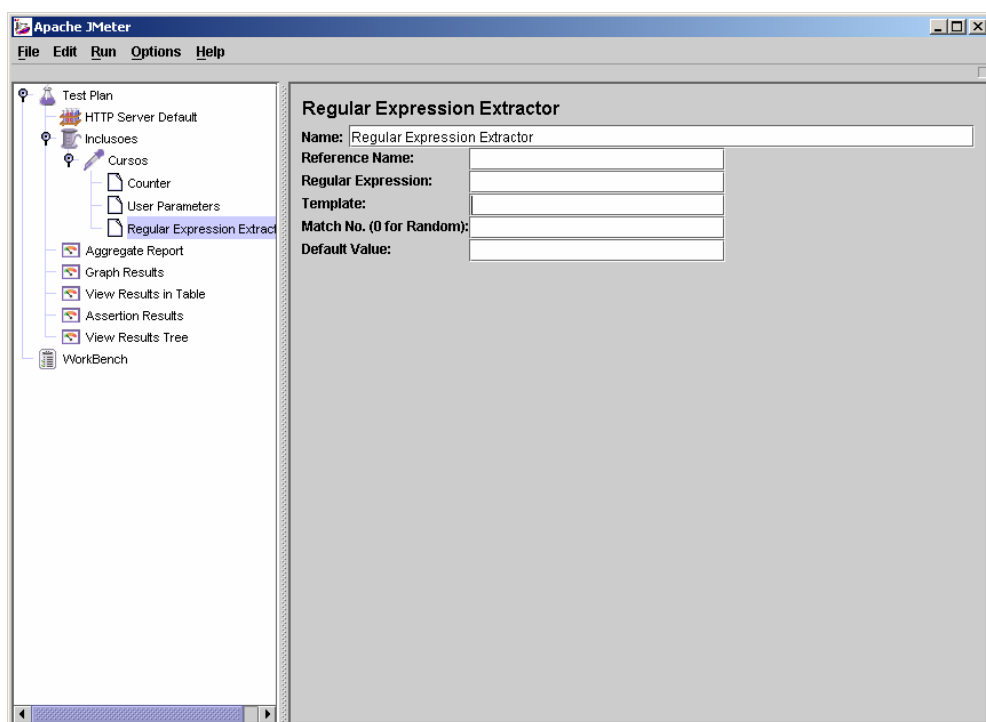 Apache JMeter
File Edit Run Options Help
Test Plan
HTTP Server Default
Inclusoes
Cursos
Counter
User Parameters
Regular Expression Extract
Aggregate Report
Graph Results
View Results in Table
Assertion Results
View Results Tree
WorkBench
Regular Expression Extractor
Name: Regular Expression Extractor
Reference Name:
Regular Expression:
Template:
Match No. (0 for Random):
Default Value: